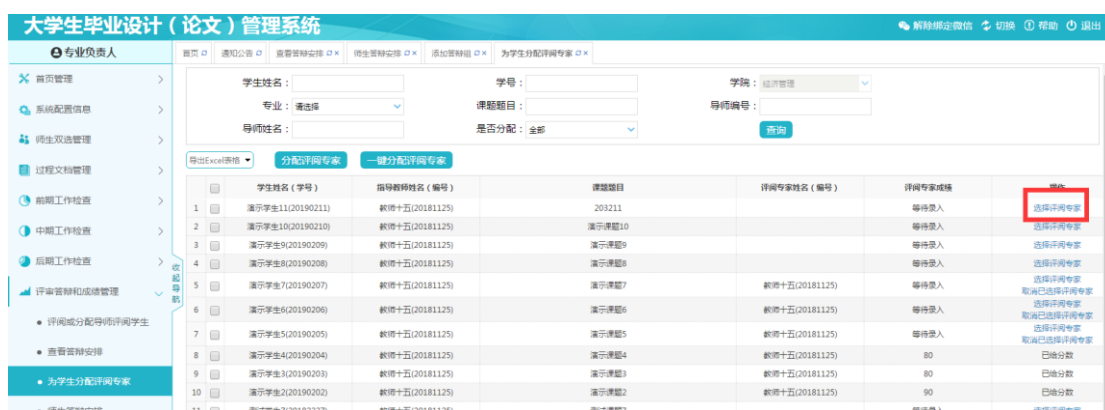 大学生毕业设计（论文）管理系统 解除绑定微信 切换 帮助 退出
专业负责人 首页 通知公告 查看答辩安排 师生答辩安排 添加答辩组 为学生分配评阅专家
首页管理
系统配置信息
师生双选管理
过程文档管理
前期工作检查
中期工作检查
后期工作检查
评审答辩和成绩管理
评阅或分配导师评阅学生
查看答辩安排
为学生分配评阅专家
收起导航
学生姓名： 学号： 学院： 经济管理
专业： 请选择 课题题目： 导师编号：
导师姓名： 是否分配： 全部 查询
导出Excel表格 分配评阅专家 一键分配评阅专家
学生姓名（学号） 指导教师姓名（编号） 课题题目 评阅专家姓名（编号） 评阅专家成绩 操作
1 演示学生11(20190211) 教师十五(20181125) 203211 等待录入 选择评阅专家
2 演示学生10(20190210) 教师十五(20181125) 演示课题10 等待录入 选择评阅专家
3 演示学生9(20190209) 教师十五(20181125) 演示课题9 等待录入 选择评阅专家
4 演示学生8(20190208) 教师十五(20181125) 演示课题8 等待录入 选择评阅专家
5 演示学生7(20190207) 教师十五(20181125) 演示课题7 教师十五(20181125) 等待录入 选择评阅专家
取消已选择评阅专家
6 演示学生6(20190206) 教师十五(20181125) 演示课题6 教师十五(20181125) 等待录入 选择评阅专家
取消已选择评阅专家
7 演示学生5(20190205) 教师十五(20181125) 演示课题5 教师十五(20181125) 等待录入 选择评阅专家
取消已选择评阅专家
8 演示学生4(20190204) 教师十五(20181125) 演示课题4 教师十五(20181125) 80 已给分数
9 演示学生3(20190203) 教师十五(20181125) 演示课题3 教师十五(20181125) 80 已给分数
10 演示学生2(20190202) 教师十五(20181125) 演示课题2 教师十五(20181125) 90 已给分数